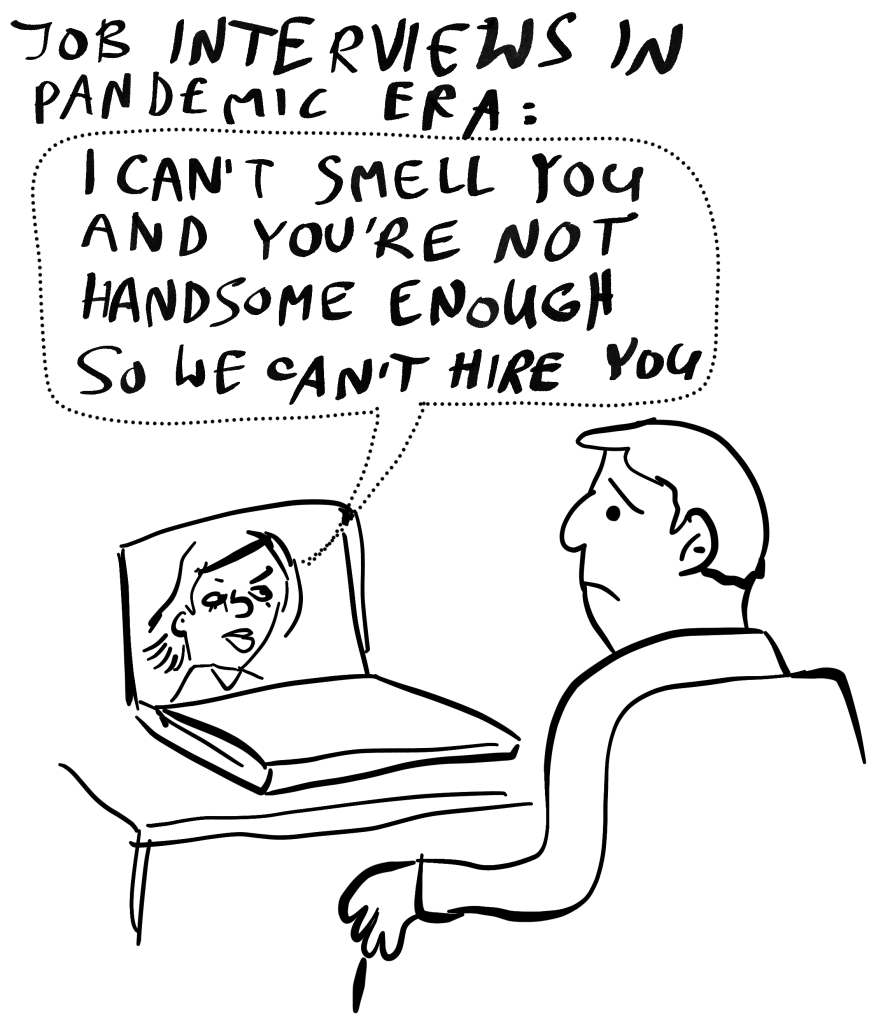 JOB INTERVIEWS IN
PANDEMIC ERA:
I CAN'T SMELL YOU
AND YOU'RE NOT
HANDSOME ENOUGH
SO WE CAN'T HIRE YOU